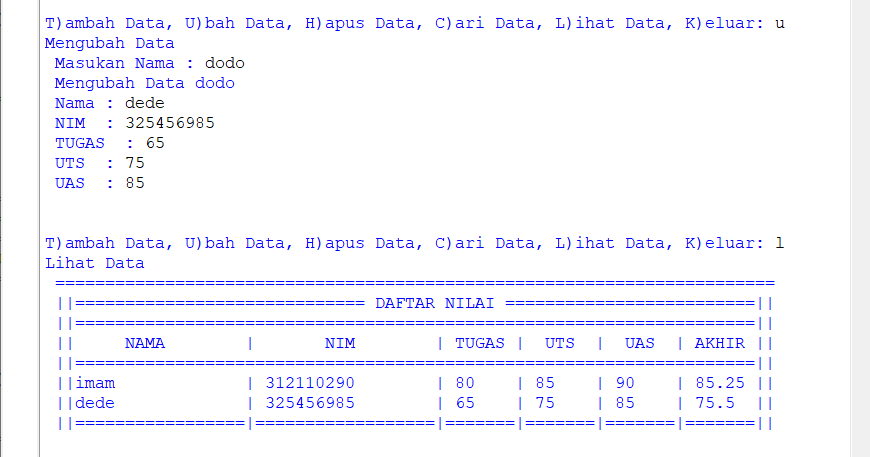 T)ambah Data, U)bah Data, H)apus Data, C)ari Data, L)ihat Data, K)eluar: u
Mengubah Data
 Masukan Nama : dodo
 Mengubah Data dodo
 Nama : dede
 NIM  : 325456985
 TUGAS  : 65
 UTS  : 75
 UAS  : 85
T)ambah Data, U)bah Data, H)apus Data, C)ari Data, L)ihat Data, K)eluar: l
Lihat Data
 ========================================================================
 ||============================= DAFTAR NILAI =========================||
 ||====================================================================||
 ||     NAMA        |       NIM        | TUGAS |  UTS  |  UAS  | AKHIR ||
 ||====================================================================||
 ||imam             | 312110290        | 80    | 85    | 90    | 85.25 ||
 ||dede             | 325456985        | 65    | 75    | 85    | 75.5  ||
 ||=================|==================|=======|=======|=======|=======||